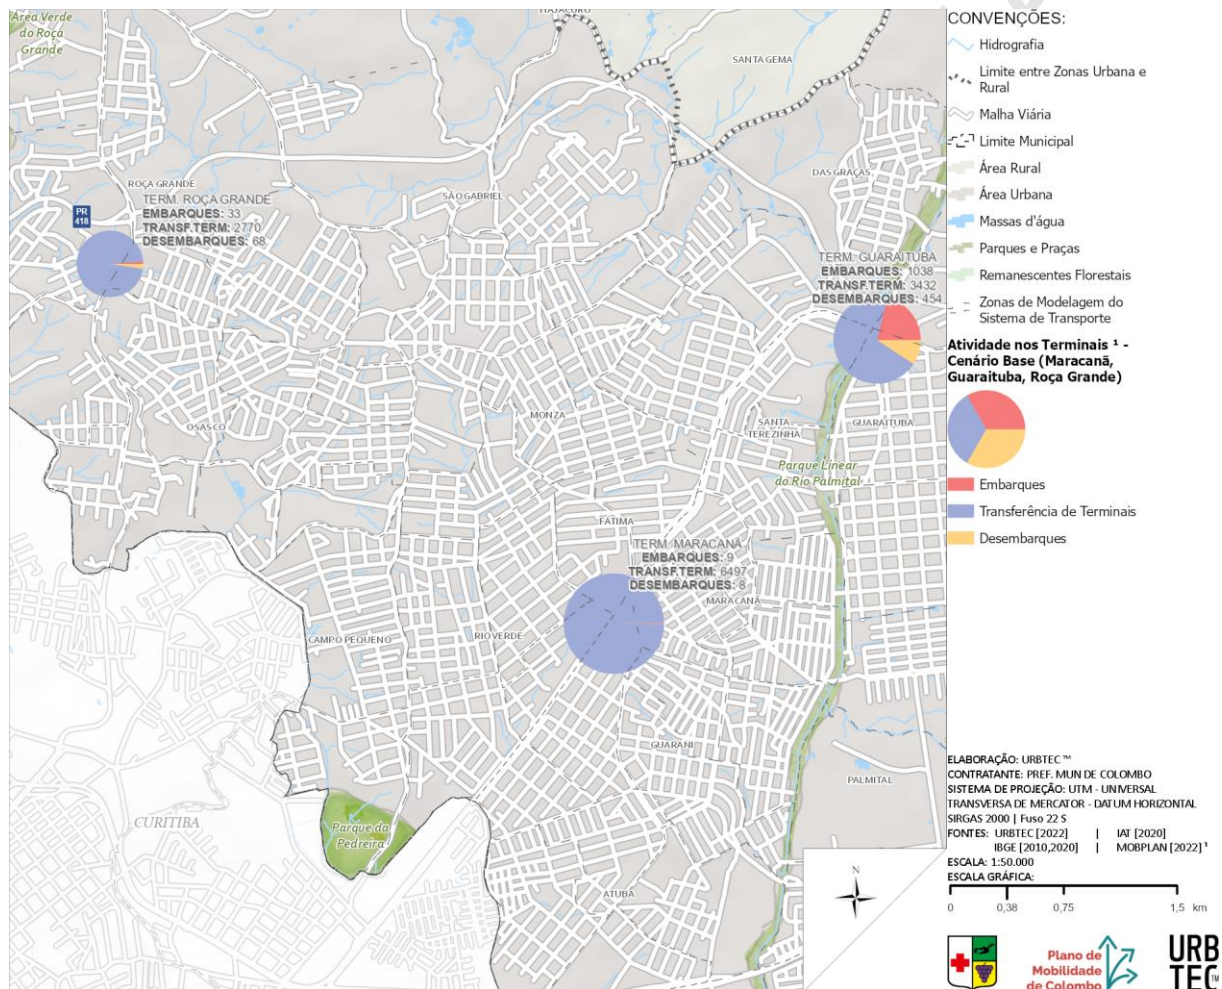 Área Verde
do Roça
Grande
ITAJACURU
SANTA GEMA
DAS GRAÇAS
ROÇA GRANDE
PR
418
TERM. ROÇA GRANDE
EMBARQUES: 33
TRANSF.TERM: 2770
DESEMBARQUES: 68
SÃO GABRIEL
TERM. GUARAITUBA
EMBARQUES: 1038
TRANSF.TERM: 3432
DESEMBARQUES: 454
OSASCO
MONZA
SANTA
TEREZINHA
GUARAITUBA
Parque Linear
do Rio Palmital
FÁTIMA
TERM. MARACANÃ
EMBARQUES: 9
TRANSF.TERM: 6497
DESEMBARQUES: 8
MARACANÃ
CAMPO PEQUENO
RIO VERDE
GUARANI
PALMITAL
CURITIBA
Parque da
Pedreira
ATUBA
N
CONVENÇÕES:
Hidrografia
Limite entre Zonas Urbana e
Rural
Malha Viária
Limite Municipal
Área Rural
Área Urbana
Massas d'água
Parques e Praças
Remanescentes Florestais
Zonas de Modelagem do
Sistema de Transporte
Atividade nos Terminais ¹ -
Cenário Base (Maracanã,
Guaraituba, Roça Grande)
Embarques
Transferência de Terminais
Desembarques
ELABORAÇÃO: URBTEC ™
CONTRATANTE: PREF. MUN DE COLOMBO
SISTEMA DE PROJEÇÃO: UTM - UNIVERSAL
TRANSVERSA DE MERCATOR - DATUM HORIZONTAL
SIRGAS 2000 | Fuso 22 S
FONTES: URBTEC [2022] | IAT [2020]
IBGE [2010,2020] | MOBPLAN [2022] ¹
ESCALA: 1:50.000
ESCALA GRÁFICA:
0 0,38 0,75 1,5 km
Plano de
Mobilidade
de Colombo
URB
TEC™